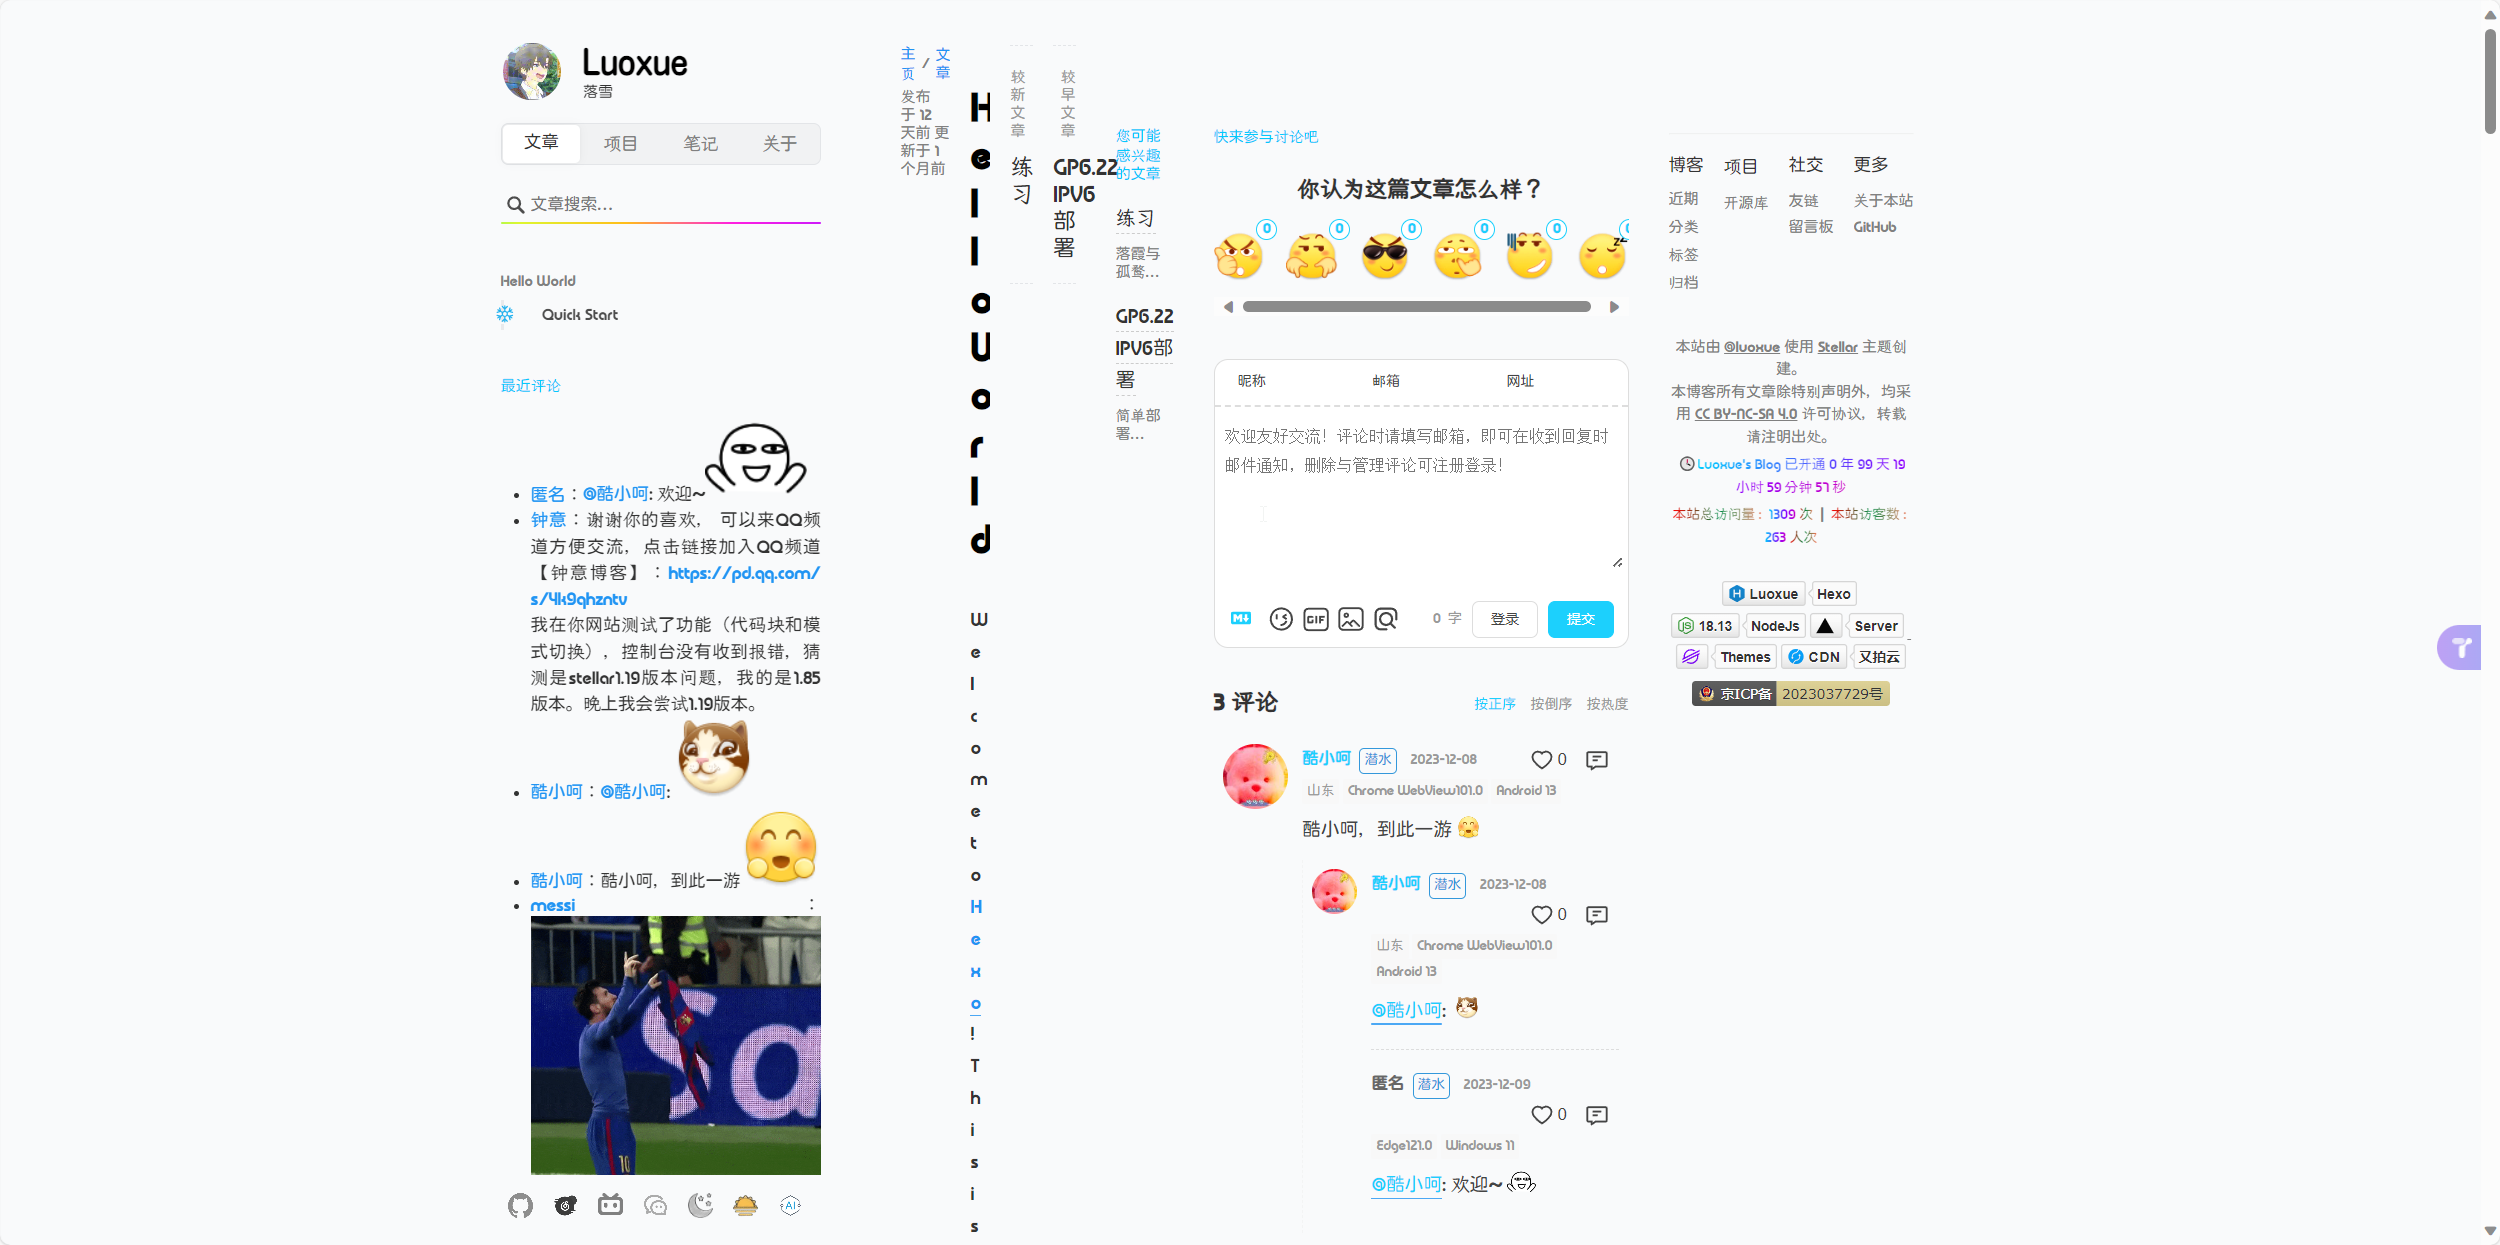 Luoxue
落雪
文章 项目 笔记 关于
文章搜索...
Hello World
Quick Start
最近评论
匿名：@酷小呵: 欢迎~
钟意：谢谢你的喜欢， 可以来QQ频
道方便交流，点击链接加入QQ频道
【钟意博客】：https://pd.qq.com/
s/4k9qhzntv
我在你网站测试了功能（代码块和模
式切换），控制台没有收到报错，猜
测是stellar1.19版本问题，我的是1.85
版本。晚上我会尝试1.19版本。
酷小呵：@酷小呵:
酷小呵：酷小呵，到此一游
messi ：
Sa
10
AI
主页 / 文章
发布
于 12
天前 更
新于 1
个月前
H
e
l
l
o
W
o
r
l
d
W
e
l
c
o
m
e
t
o
H
e
x
o
!
T
h
i
s
i
s
较新文章
练习
较早文章
GP6.22
IPV6
部
署
您可能
感兴趣
的文章
练习
落霞与
孤鹜...
GP6.22
IPV6部
署
简单部
署...
快来参与讨论吧
你认为这篇文章怎么样？
0 0 0 0 0 0
昵称 邮箱 网址
欢迎友好交流！评论时请填写邮箱，即可在收到回复时
邮件通知，删除与管理评论可注册登录！
M GIF 0 字 登录 提交
3 评论 按正序 按倒序 按热度
酷小呵 潜水 2023-12-08 0
山东 Chrome WebView101.0 Android 13
酷小呵，到此一游
酷小呵 潜水 2023-12-08
0
山东 Chrome WebView101.0
Android 13
@酷小呵:
匿名 潜水 2023-12-09
0
Edge121.0 Windows 11
@酷小呵: 欢迎~
博客 项目 社交 更多
近期 开源库 友链 关于本站
分类 留言板 GitHub
标签
归档
本站由 @luoxue 使用 Stellar 主题创
建。
本博客所有文章除特别声明外，均采
用 CC BY-NC-SA 4.0 许可协议，转载
请注明出处。
Luoxue's Blog 已开通 0 年 99 天 19
小时 59 分钟 57 秒
本站总访问量：1309 次 | 本站访客数：
263 人次
Luoxue Hexo
18.13 NodeJs Server
Themes CDN 又拍云
京ICP备 2023037729号